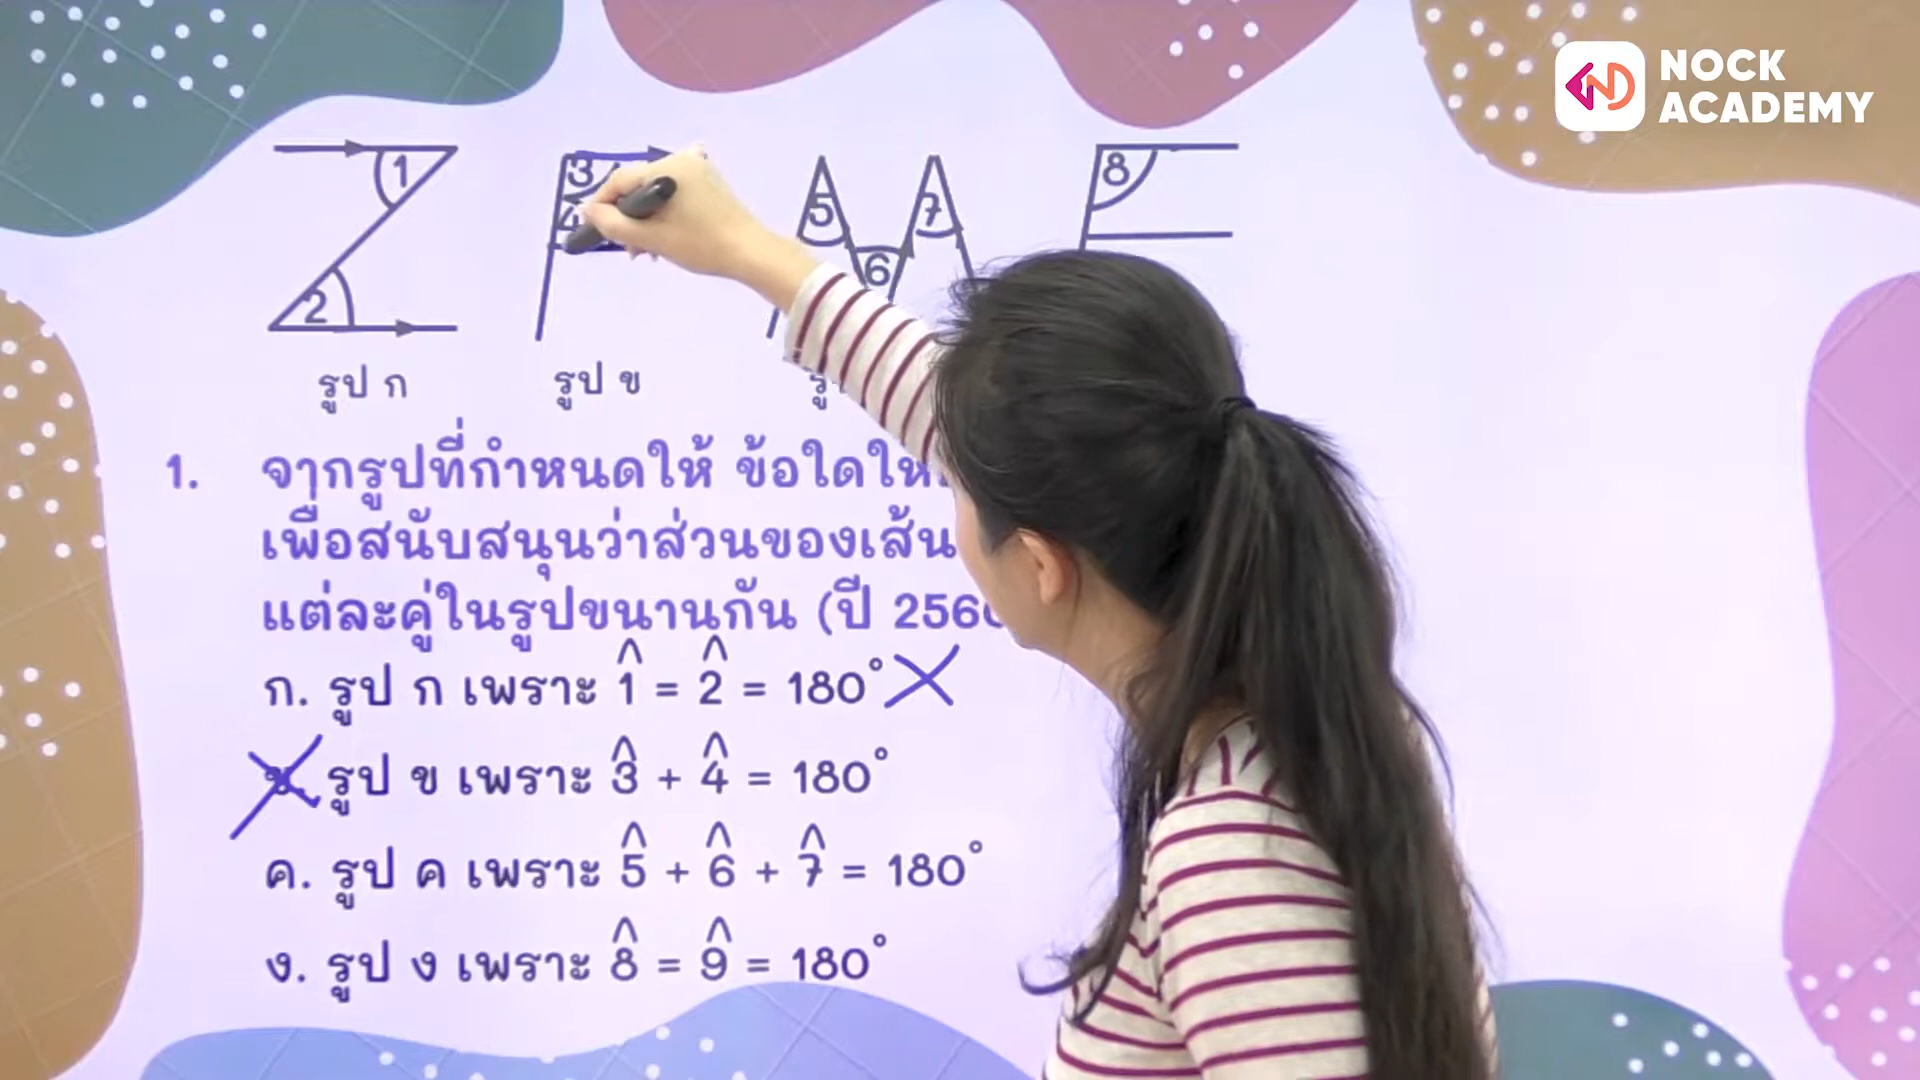 NOCK
ACADEMY
1
3
4
5
7
6
8
2
รูป ก
รูป ข
1. จากรูปที่กำหนดให้ ข้อใด
เพื่อสนับสนุนว่าส่วนของเส้น
แต่ละคู่ในรูปขนานกัน (ปี
ก. รูป ก เพราะ 1̂ = 2̂ = 180°
รูป ข เพราะ 3̂ + 4̂ = 180°
ค. รูป ค เพราะ 5̂ + 6̂ + 7̂ = 180°
ง. รูป ง เพราะ 8̂ = 9̂ = 180°